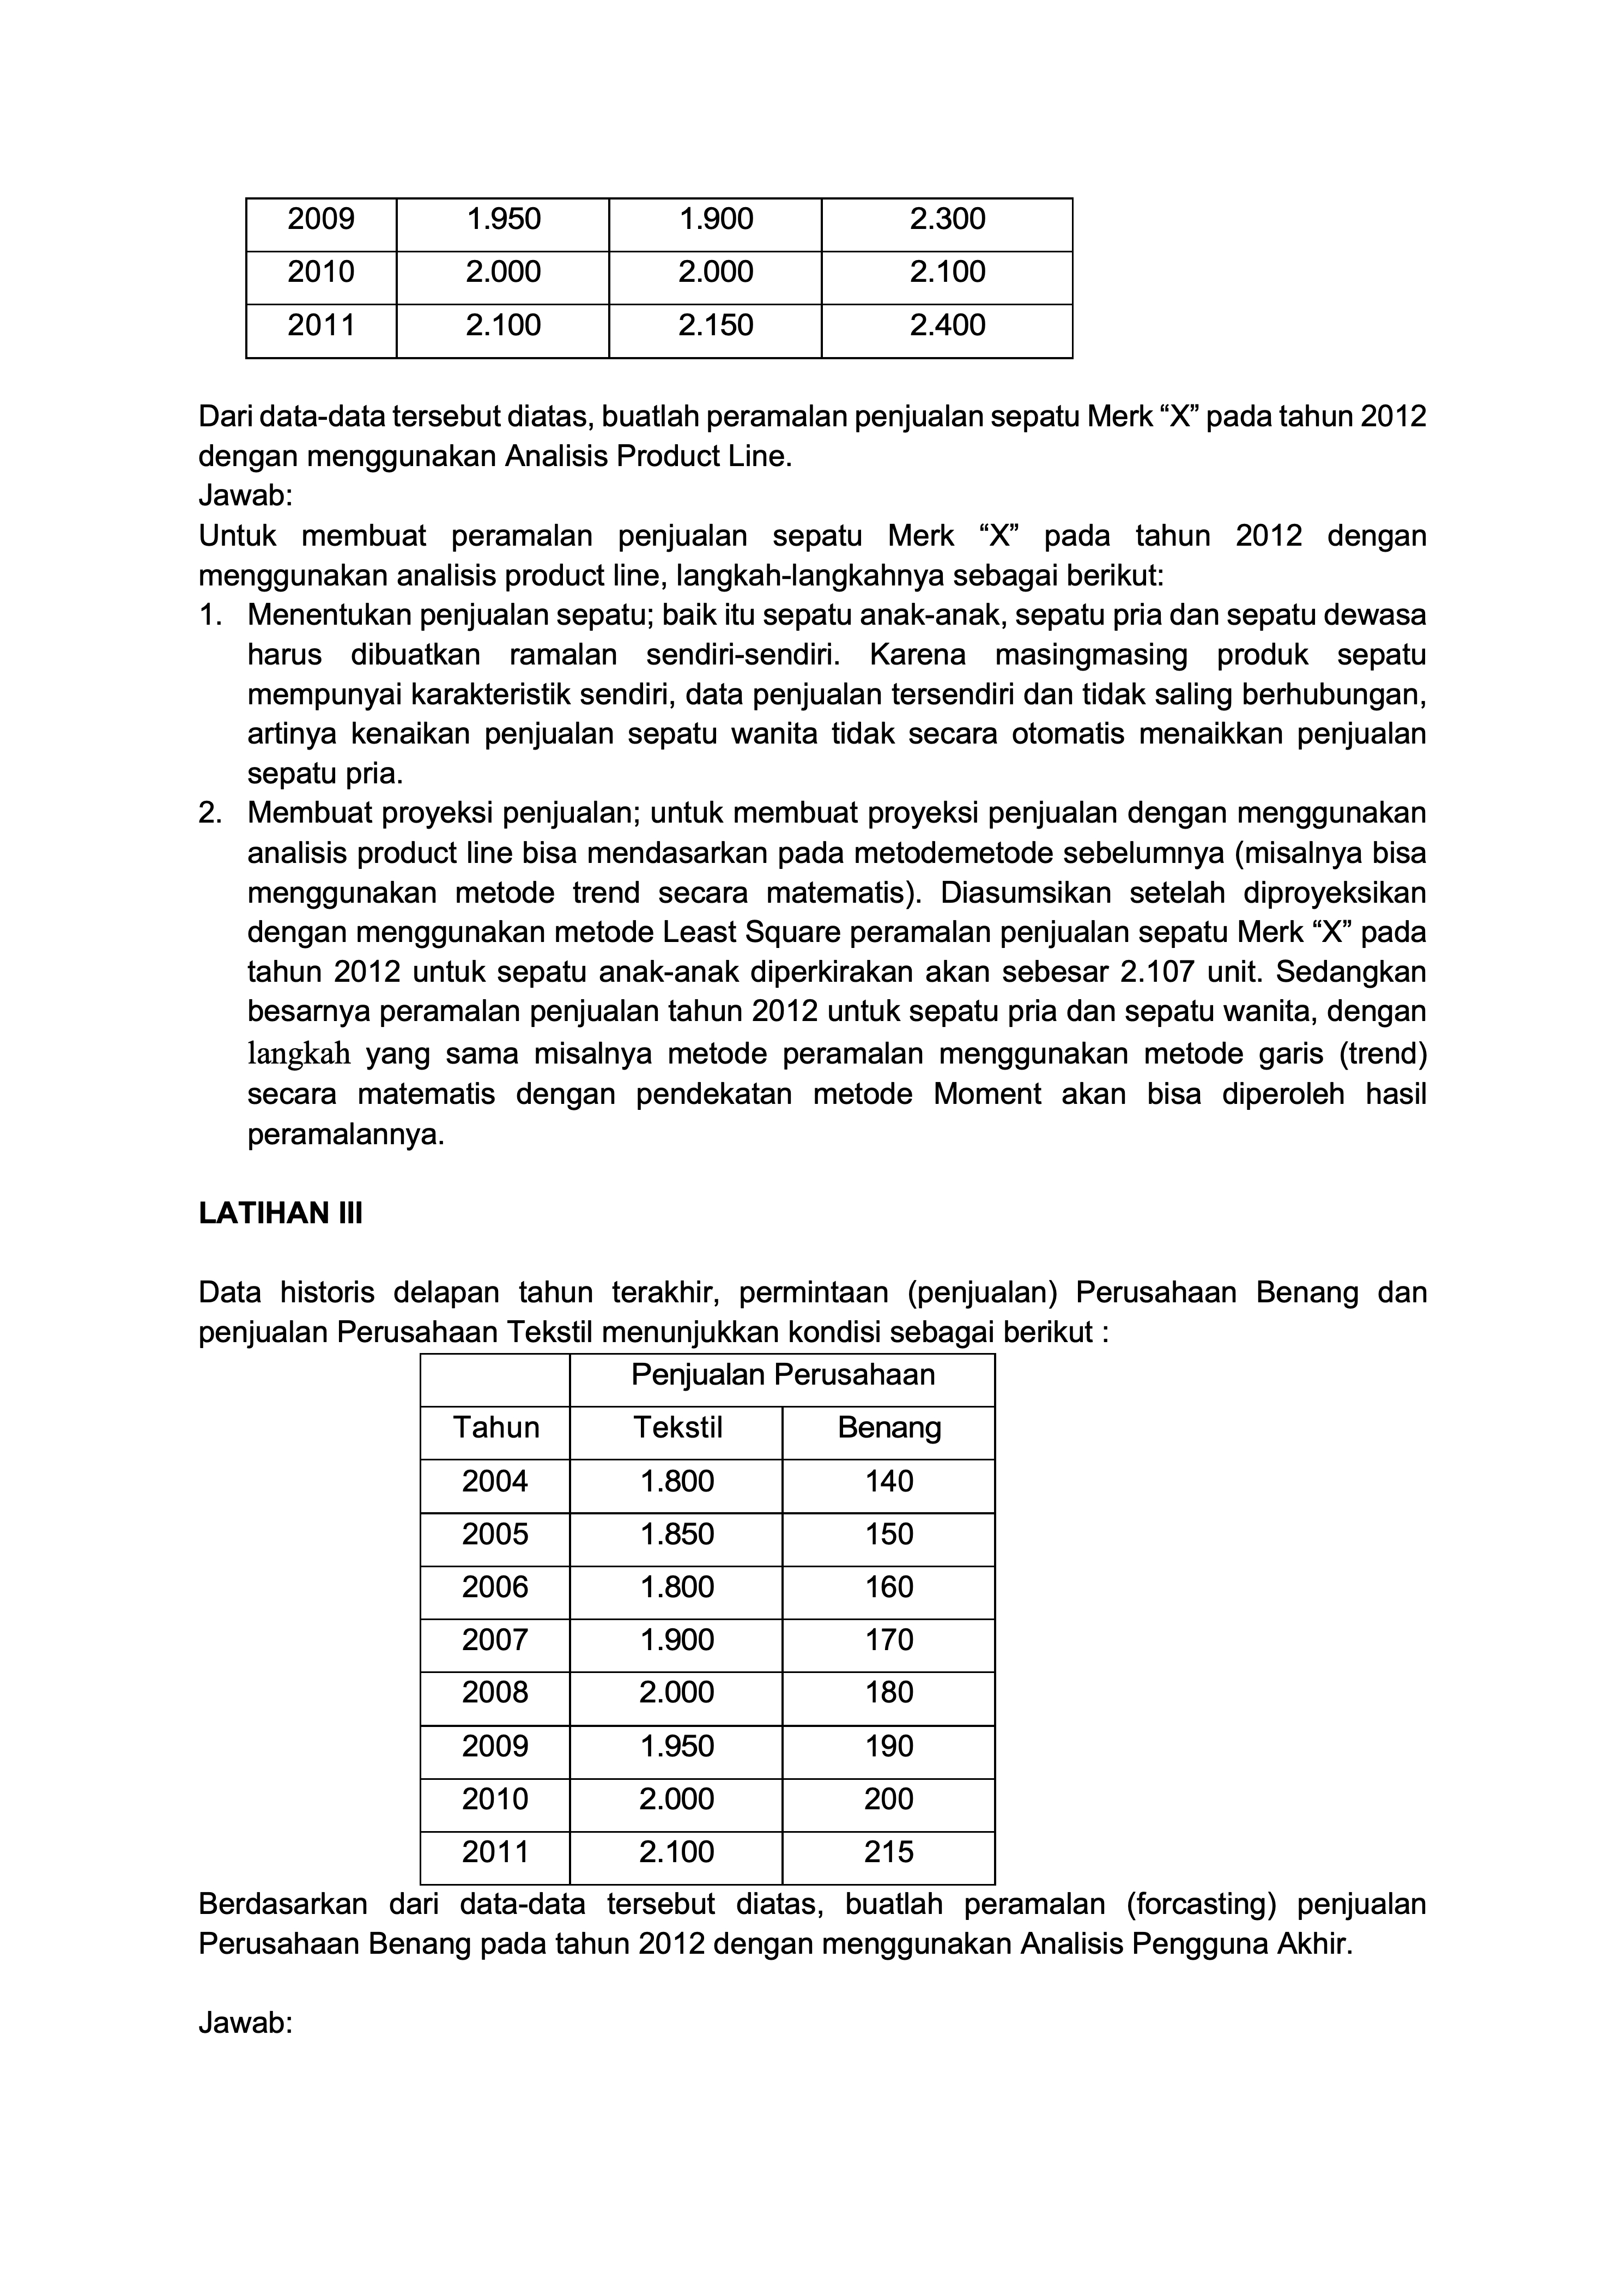 2009 1.950 1.900 2.300
2010 2.000 2.000 2.100
2011 2.100 2.150 2.400
Dari data-data tersebut diatas, buatlah peramalan penjualan sepatu Merk “X” pada tahun 2012
dengan menggunakan Analisis Product Line.
Jawab:
Untuk membuat peramalan penjualan sepatu Merk “X” pada tahun 2012 dengan
menggunakan analisis product line, langkah-langkahnya sebagai berikut:
1. Menentukan penjualan sepatu; baik itu sepatu anak-anak, sepatu pria dan sepatu dewasa
harus dibuatkan ramalan sendiri-sendiri. Karena masingmasing produk sepatu
mempunyai karakteristik sendiri, data penjualan tersendiri dan tidak saling berhubungan,
artinya kenaikan penjualan sepatu wanita tidak secara otomatis menaikkan penjualan
sepatu pria.
2. Membuat proyeksi penjualan; untuk membuat proyeksi penjualan dengan menggunakan
analisis product line bisa mendasarkan pada metodemetode sebelumnya (misalnya bisa
menggunakan metode trend secara matematis). Diasumsikan setelah diproyeksikan
dengan menggunakan metode Least Square peramalan penjualan sepatu Merk “X” pada
tahun 2012 untuk sepatu anak-anak diperkirakan akan sebesar 2.107 unit. Sedangkan
besarnya peramalan penjualan tahun 2012 untuk sepatu pria dan sepatu wanita, dengan
langkah yang sama misalnya metode peramalan menggunakan metode garis (trend)
secara matematis dengan pendekatan metode Moment akan bisa diperoleh hasil
peramalannya.
LATIHAN III
Data historis delapan tahun terakhir, permintaan (penjualan) Perusahaan Benang dan
penjualan Perusahaan Tekstil menunjukkan kondisi sebagai berikut :
Penjualan Perusahaan
Tahun Tekstil Benang
2004 1.800 140
2005 1.850 150
2006 1.800 160
2007 1.900 170
2008 2.000 180
2009 1.950 190
2010 2.000 200
2011 2.100 215
Berdasarkan dari data-data tersebut diatas, buatlah peramalan (forcasting) penjualan
Perusahaan Benang pada tahun 2012 dengan menggunakan Analisis Pengguna Akhir.
Jawab: